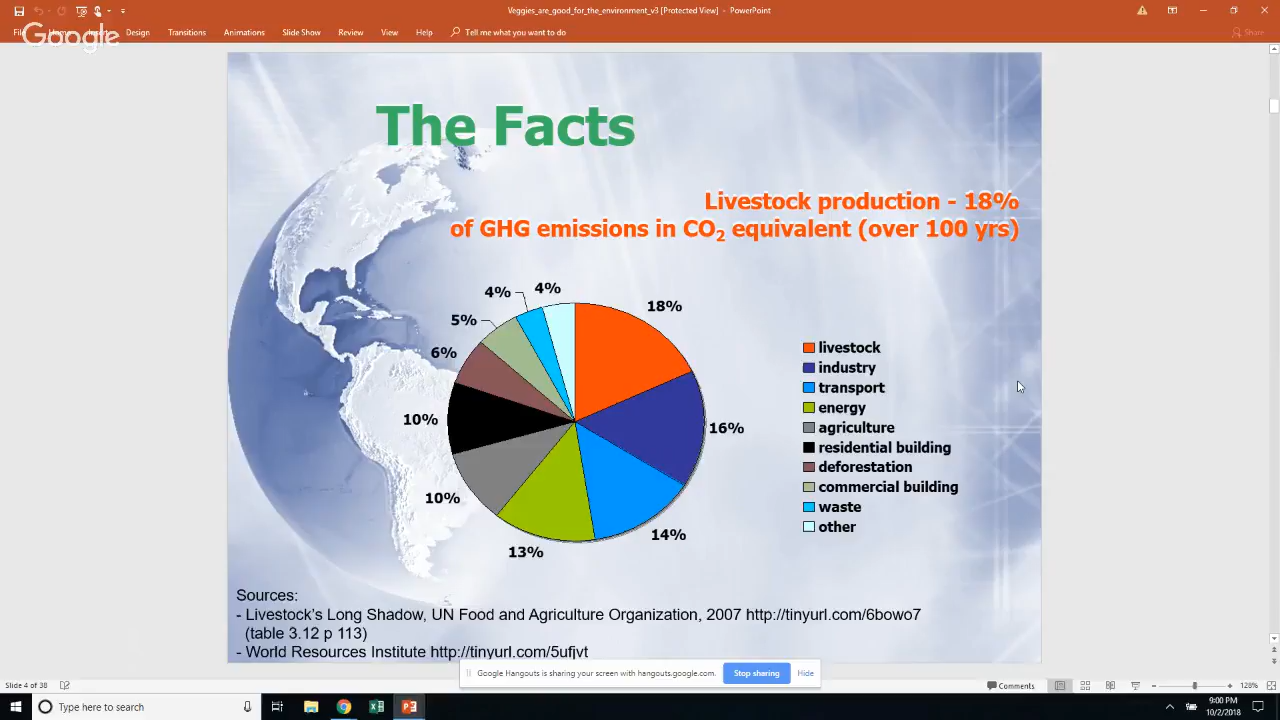 Veggies_are_good_for_the_environment_v3 [Protected View] - PowerPoint
Google
Design Transitions Animations Slide Show Review View Help Tell me what you want to do Share
The Facts
Livestock production - 18%
of GHG emissions in CO2 equivalent (over 100 yrs)
4% 4%
18%
5%
6%
10%
16%
10%
14%
13%
livestock
industry
transport
energy
agriculture
residential building
deforestation
commercial building
waste
other
Sources:
- Livestock's Long Shadow, UN Food and Agriculture Organization, 2007 http://tinyurl.com/6bowo7
(table 3.12 p 113)
- World Resources Institute http://tinyurl.com/5ufjvt
Google Hangouts is sharing your screen with hangouts.google.com. Stop sharing Hide
Slide 4 of 38 Comments 128%
Type here to search 9:00 PM
10/2/2018